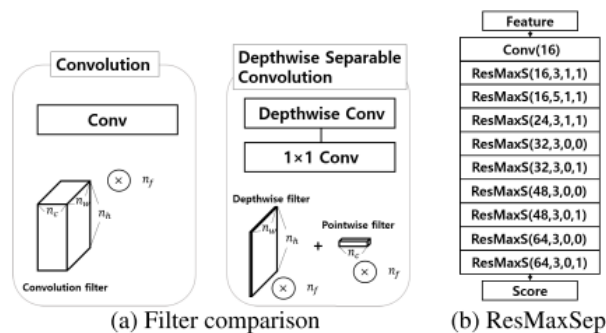 Convolution
Conv
n_c
n_w
n_h
× n_f
Convolution filter
Depthwise Separable
Convolution
Depthwise Conv
1×1 Conv
Depthwise filter
n_w
n_h
× n_f
+
Pointwise filter
n_c
× n_f
(a) Filter comparison
Feature
Conv(16)
ResMaxS(16,3,1,1)
ResMaxS(16,5,1,1)
ResMaxS(24,3,1,1)
ResMaxS(32,3,0,0)
ResMaxS(32,3,0,1)
ResMaxS(48,3,0,0)
ResMaxS(48,3,0,1)
ResMaxS(64,3,0,0)
ResMaxS(64,3,0,1)
Score
(b) ResMaxSep